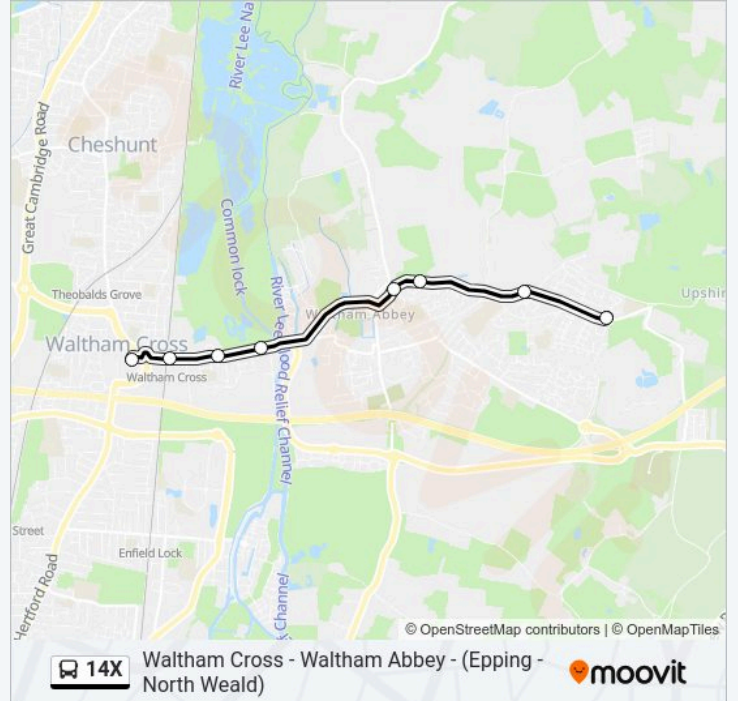 River Lee Na
Cheshunt
Great Cambridge Road
Common lock
River Lee Flood Relief Channel
Theobalds Grove
Waltham Abbey
Upshir
Waltham Cross
Waltham Cross
Street
Enfield Lock
Hertford Road
Channel
© OpenStreetMap contributors | © OpenMapTiles
14X
Waltham Cross - Waltham Abbey - (Epping -
North Weald)
moovit